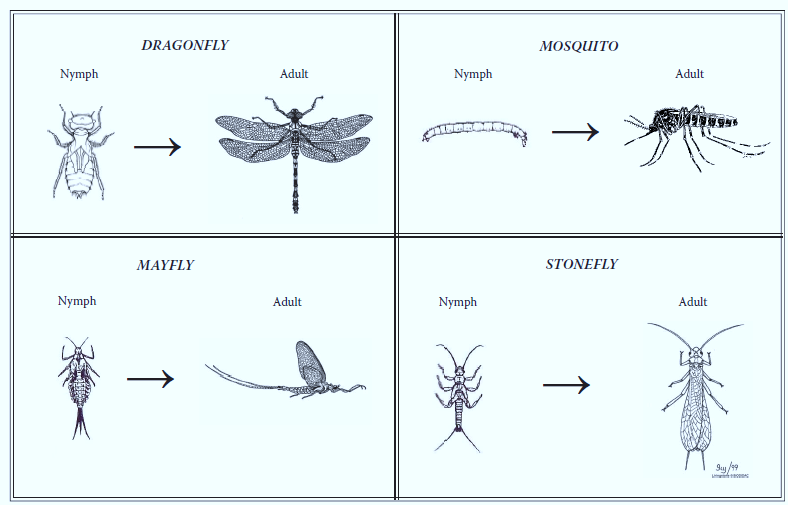 DRAGONFLY
Nymph
Adult
MOSQUITO
Nymph
Adult
MAYFLY
Nymph
Adult
STONEFLY
Nymph
Adult